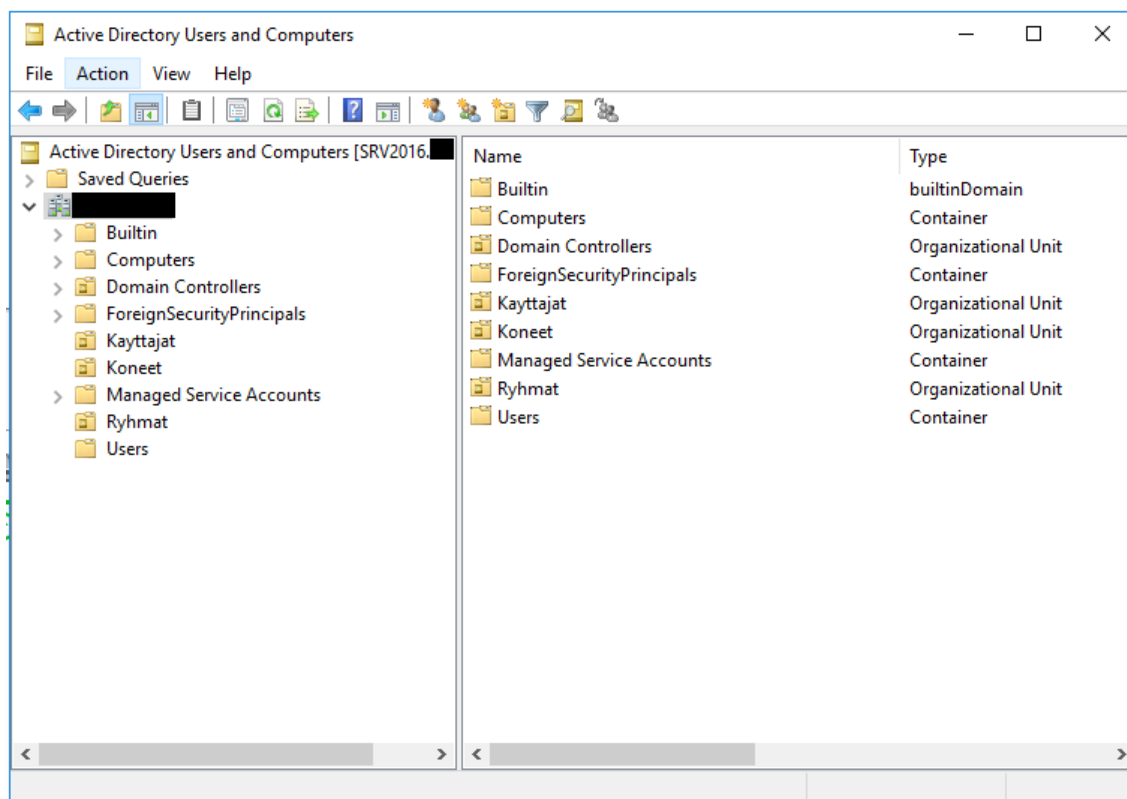 Active Directory Users and Computers
File Action View Help
Active Directory Users and Computers [SRV2016.
Saved Queries
Builtin
Computers
Domain Controllers
ForeignSecurityPrincipals
Kayttajat
Koneet
Managed Service Accounts
Ryhmat
Users
Name Type
Builtin builtinDomain
Computers Container
Domain Controllers Organizational Unit
ForeignSecurityPrincipals Container
Kayttajat Organizational Unit
Koneet Organizational Unit
Managed Service Accounts Container
Ryhmat Organizational Unit
Users Container